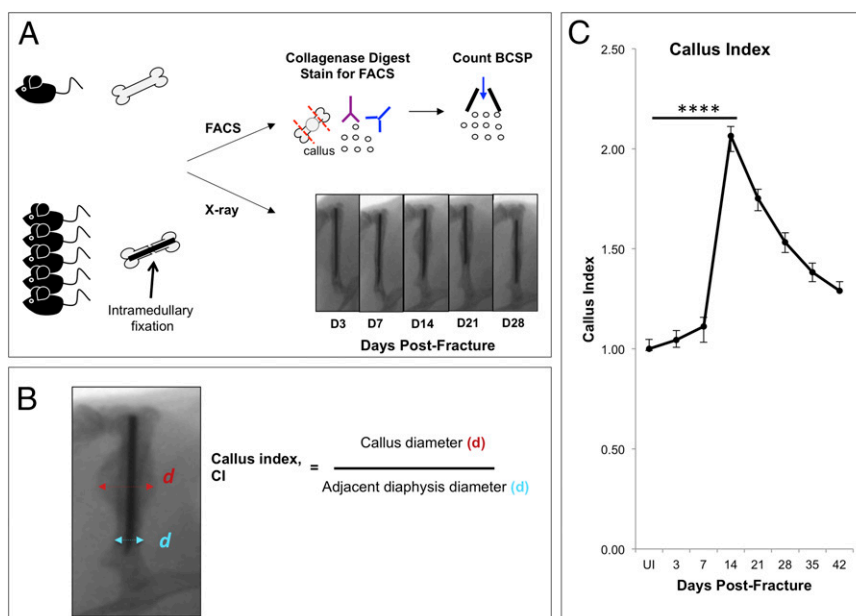 A
Collagenase Digest
Stain for FACS
Count BCSP
FACS
callus
X-ray
Intramedullary
fixation
D3 D7 D14 D21 D28
Days Post-Fracture
B
d
d
Callus index,
CI
=
Callus diameter (d)
Adjacent diaphysis diameter (d)
C
Callus Index
2.50
2.00
1.50
1.00
0.50
0.00
Callus Index
****
UI 3 7 14 21 28 35 42
Days Post-Fracture